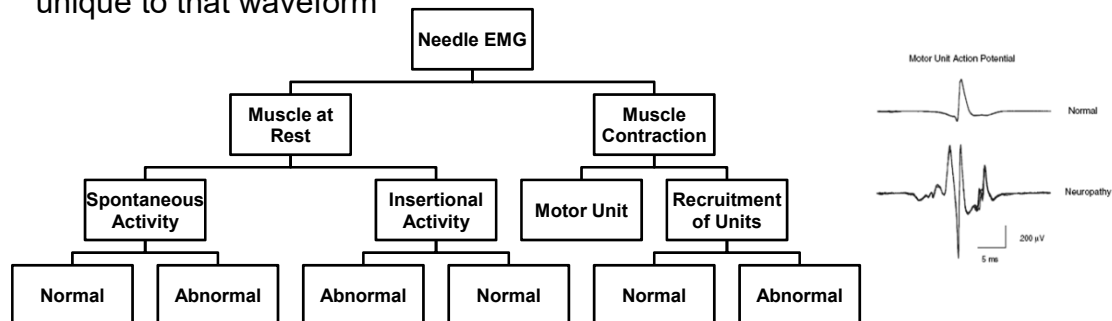 unique to that waveform
Needle EMG
Muscle at
Rest
Muscle
Contraction
Spontaneous
Activity
Insertional
Activity
Motor Unit
Recruitment
of Units
Normal
Abnormal
Abnormal
Normal
Normal
Abnormal
Motor Unit Action Potential
Normal
Neuropathy
200 µV
5 ms